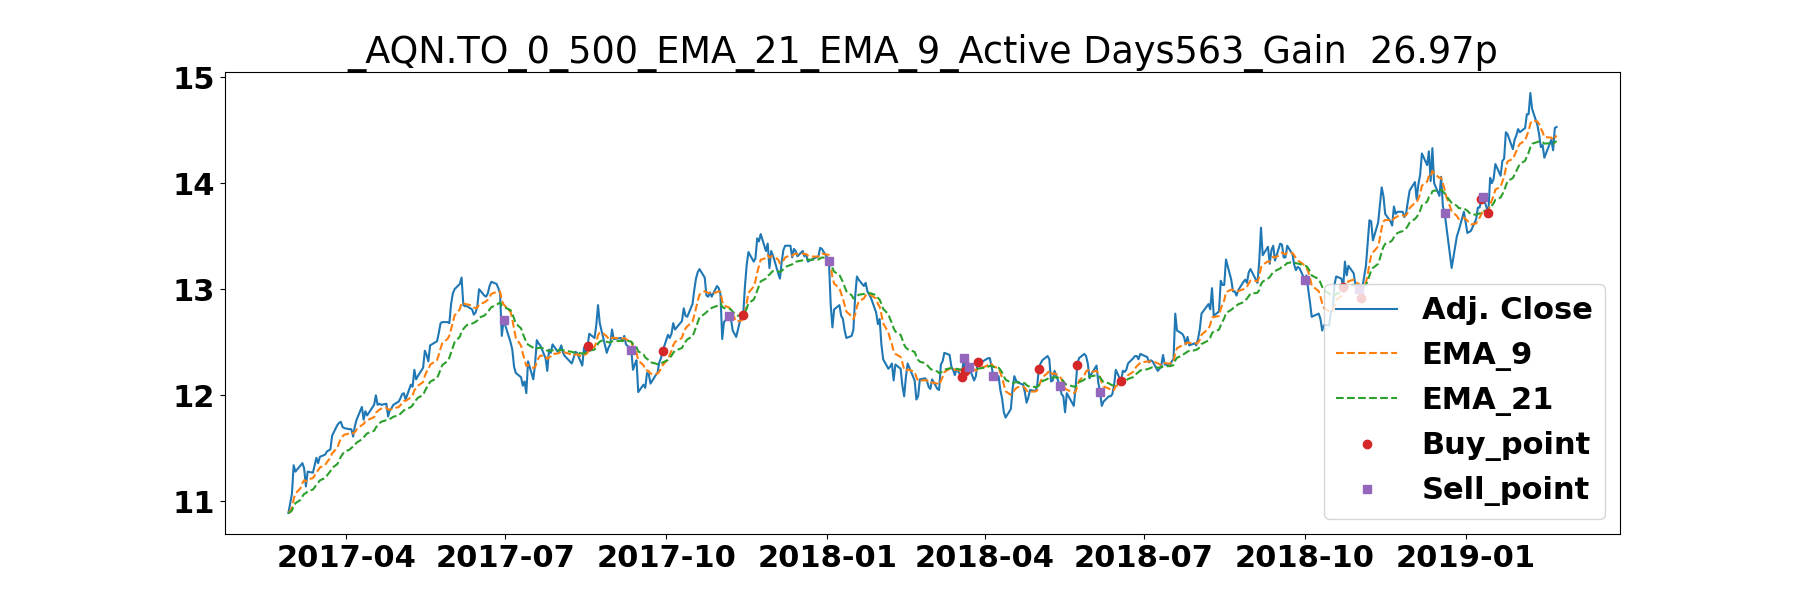 _AQN.TO_0_500_EMA_21_EMA_9_Active Days563_Gain  26.97p
15
14
13
12
11
Adj. Close
EMA_9
EMA_21
Buy_point
Sell_point
2017-04 2017-07 2017-10 2018-01 2018-04 2018-07 2018-10 2019-01